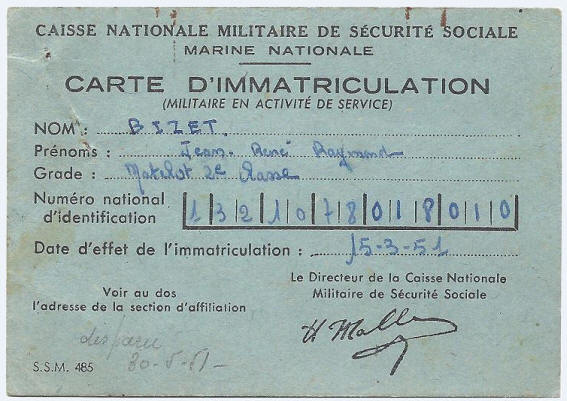 CAISSE NATIONALE MILITAIRE DE SÉCURITÉ SOCIALE
MARINE NATIONALE
CARTE D'IMMATRICULATION
(MILITAIRE EN ACTIVITÉ DE SERVICE)
NOM : BIZET.
Prénoms : Jean-René Raymond
Grade : Matelot 2e Classe
Numéro national
d'identification 1 3 2 1 0 7 8 0 1 8 0 1 0
Date d'effet de l'immatriculation : 15-3-51
Voir au dos
l'adresse de la section d'affiliation
Le Directeur de la Caisse Nationale
Militaire de Sécurité Sociale
disparu
30-5-51-
S.S.M. 485